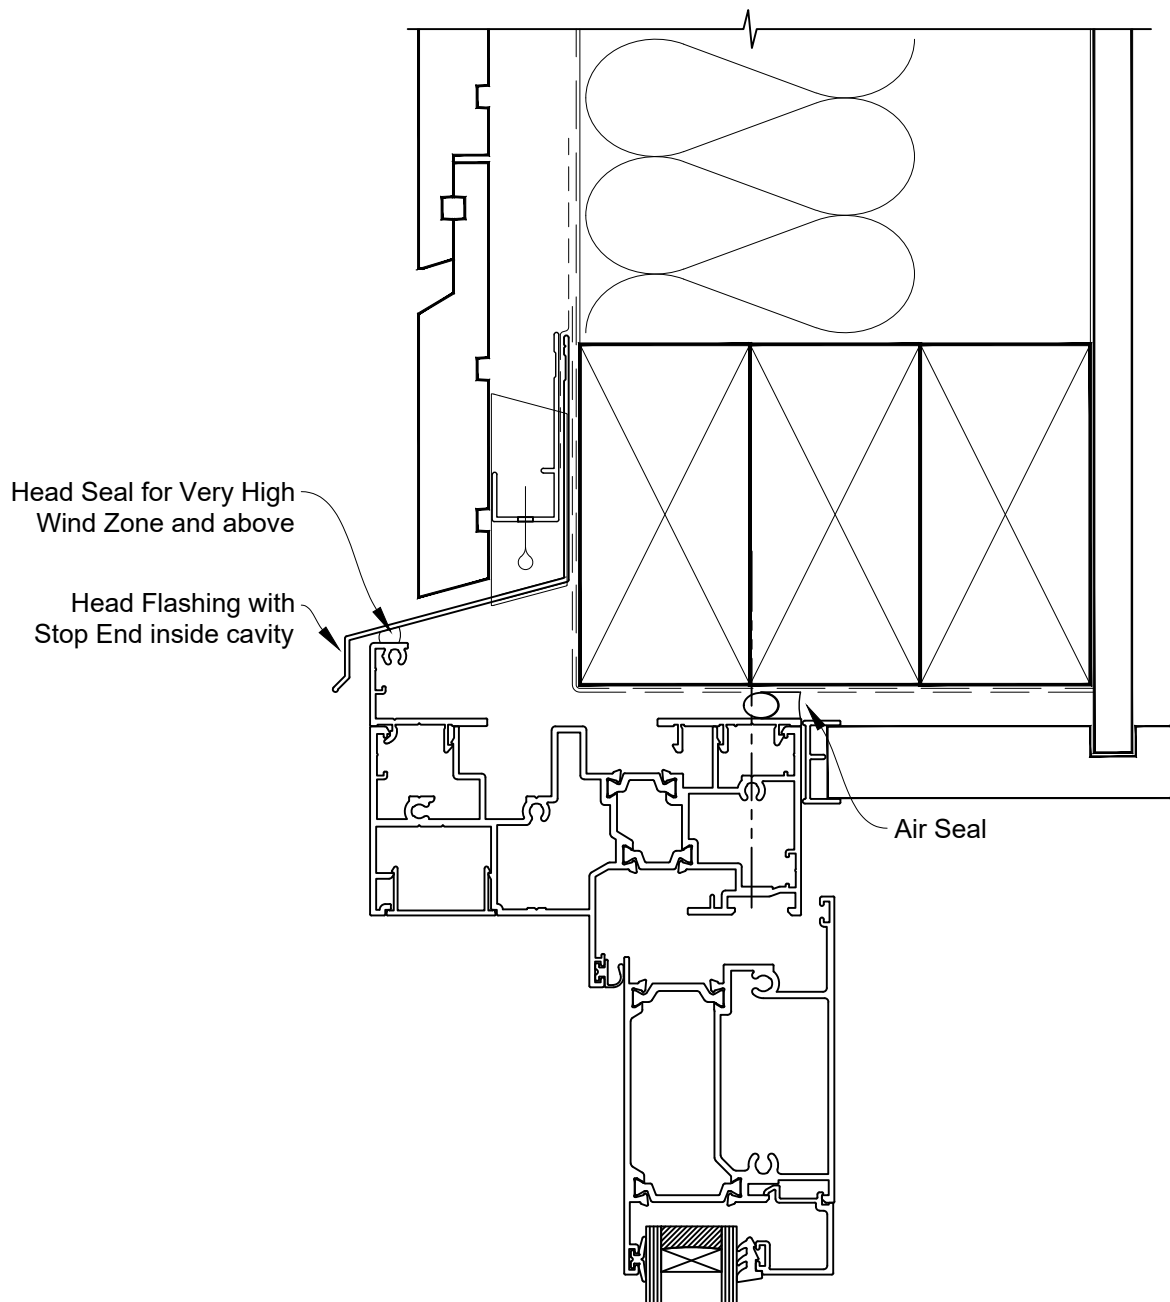 Head Seal for Very High
Wind Zone and above
Head Flashing with
Stop End inside cavity
Air Seal